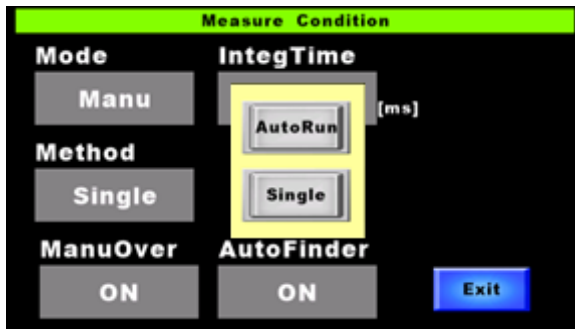 Measure Condition
Mode
IntegTime
Manu
[ms]
AutoRun
Method
Single
Single
ManuOver
AutoFinder
ON
ON
Exit